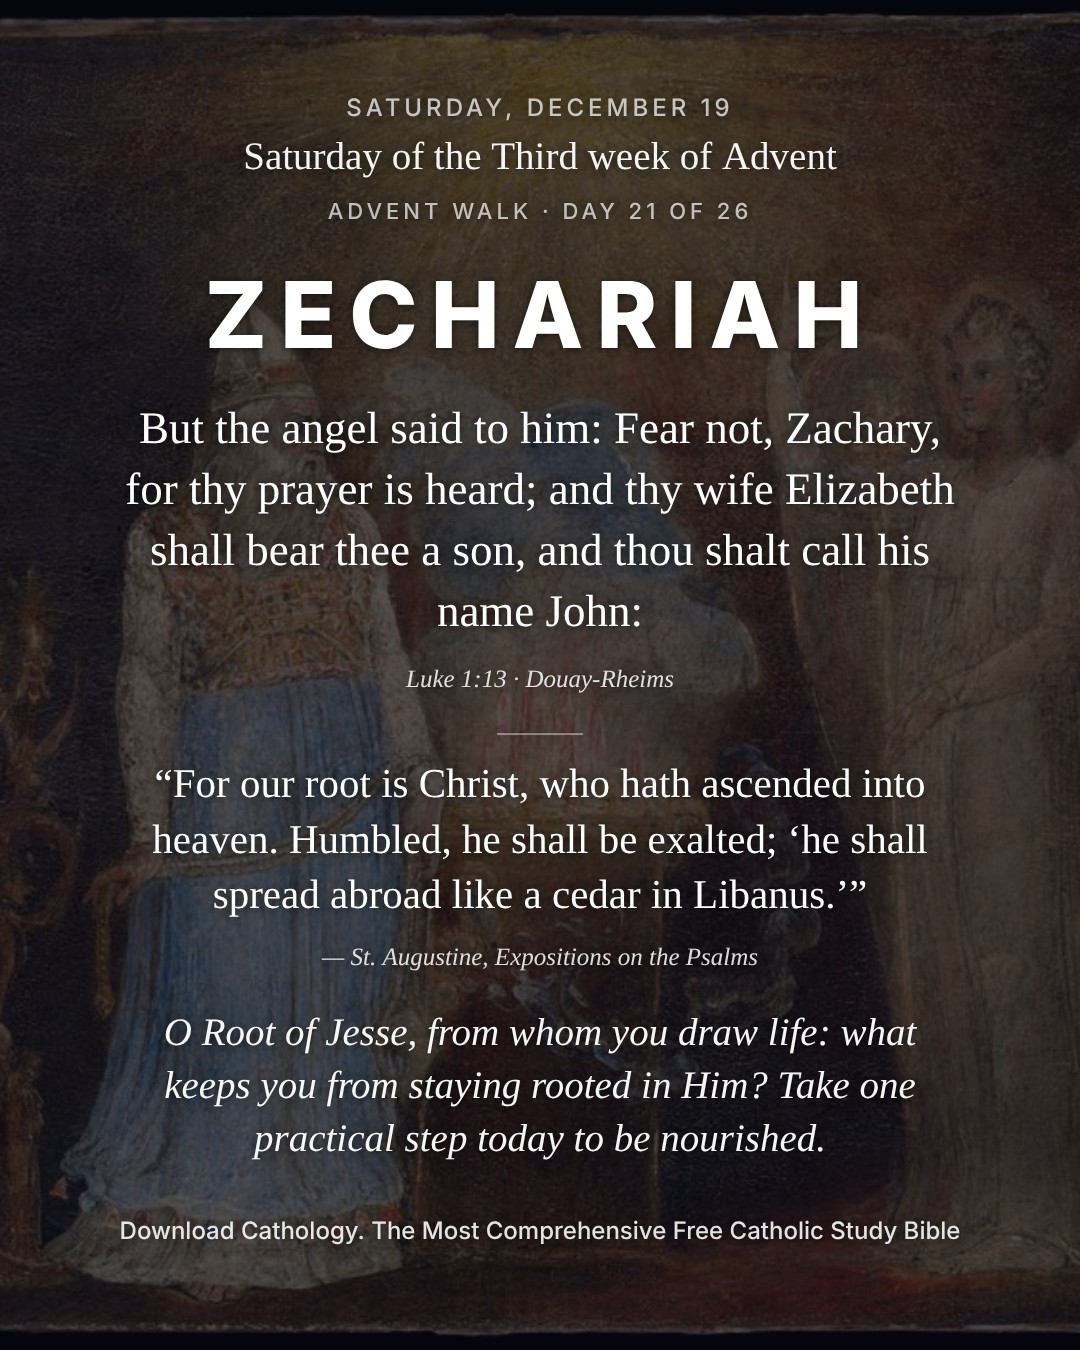 SATURDAY, DECEMBER 19
Saturday of the Third week of Advent
ADVENT WALK · DAY 21 OF 26
ZECHARIAH
But the angel said to him: Fear not, Zachary,
for thy prayer is heard; and thy wife Elizabeth
shall bear thee a son, and thou shalt call his
name John:
Luke 1:13 · Douay-Rheims
“For our root is Christ, who hath ascended into
heaven. Humbled, he shall be exalted; ‘he shall
spread abroad like a cedar in Libanus.’”
— St. Augustine, Expositions on the Psalms
O Root of Jesse, from whom you draw life: what
keeps you from staying rooted in Him? Take one
practical step today to be nourished.
Download Cathology. The Most Comprehensive Free Catholic Study Bible